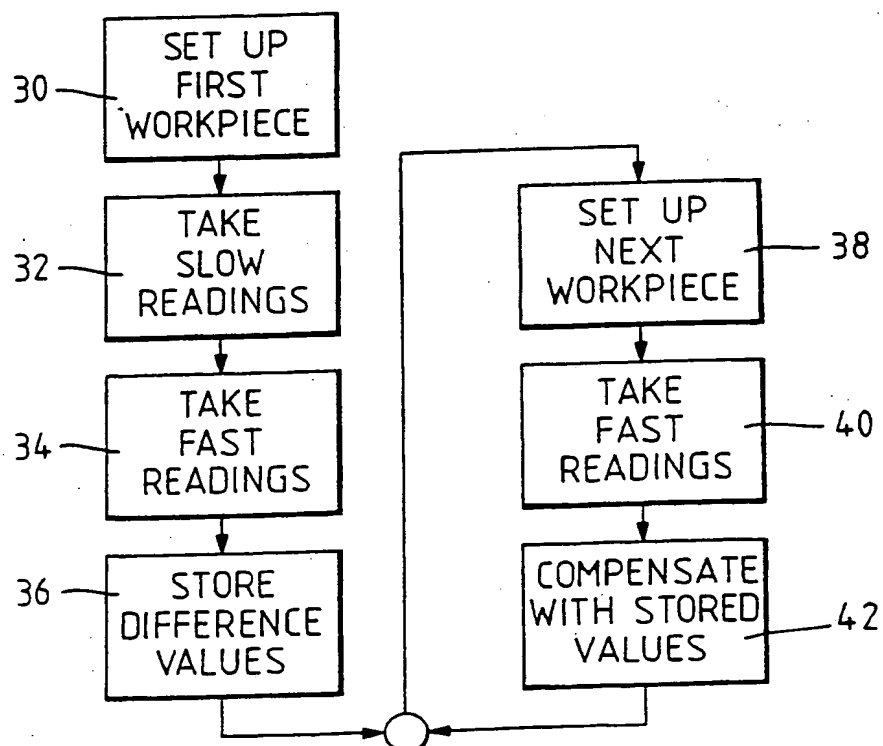 30
SET UP
FIRST
WORKPIECE
32
TAKE
SLOW
READINGS
34
TAKE
FAST
READINGS
36
STORE
DIFFERENCE
VALUES
SET UP
NEXT
WORKPIECE
38
TAKE
FAST
READINGS
40
COMPENSATE
WITH STORED
VALUES
42